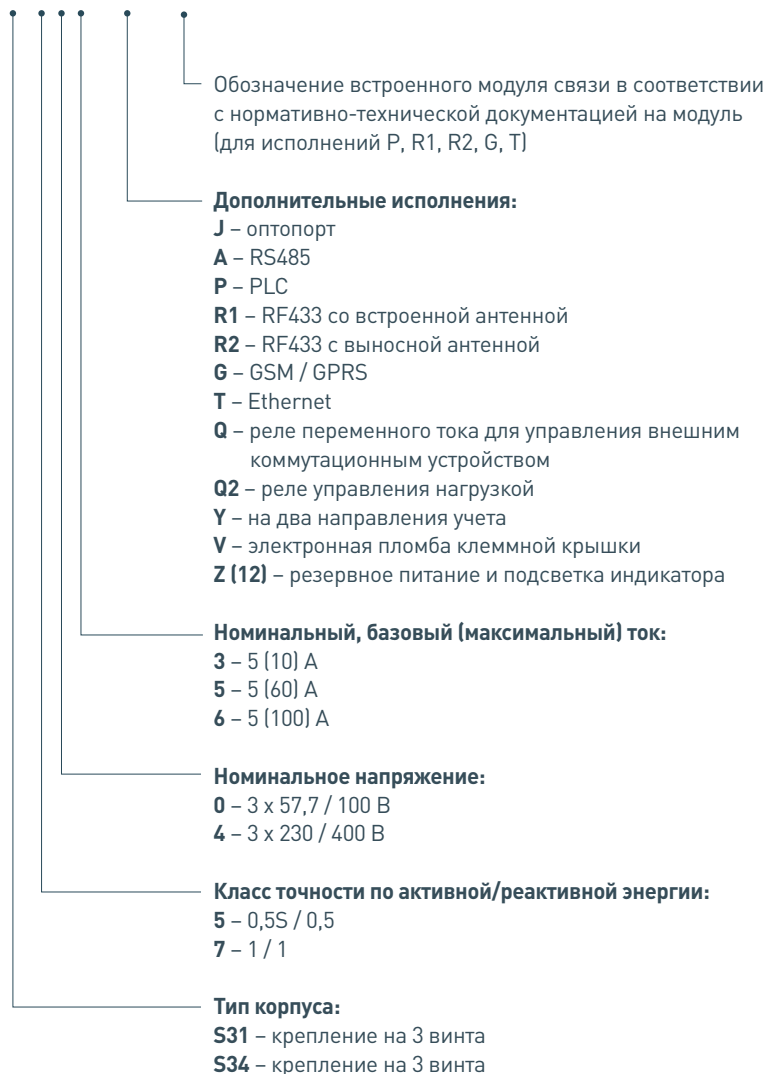 Обозначение встроенного модуля связи в соответствии
с нормативно-технической документацией на модуль
(для исполнений P, R1, R2, G, T)
Дополнительные исполнения:
J – оптопорт
A – RS485
P – PLC
R1 – RF433 со встроенной антенной
R2 – RF433 с выносной антенной
G – GSM / GPRS
T – Ethernet
Q – реле переменного тока для управления внешним
коммутационным устройством
Q2 – реле управления нагрузкой
Y – на два направления учета
V – электронная пломба клеммной крышки
Z (12) – резервное питание и подсветка индикатора
Номинальный, базовый (максимальный) ток:
3 – 5 (10) А
5 – 5 (60) А
6 – 5 (100) А
Номинальное напряжение:
0 – 3 x 57,7 / 100 В
4 – 3 x 230 / 400 В
Класс точности по активной/реактивной энергии:
5 – 0,5S / 0,5
7 – 1 / 1
Тип корпуса:
S31 – крепление на 3 винта
S34 – крепление на 3 винта